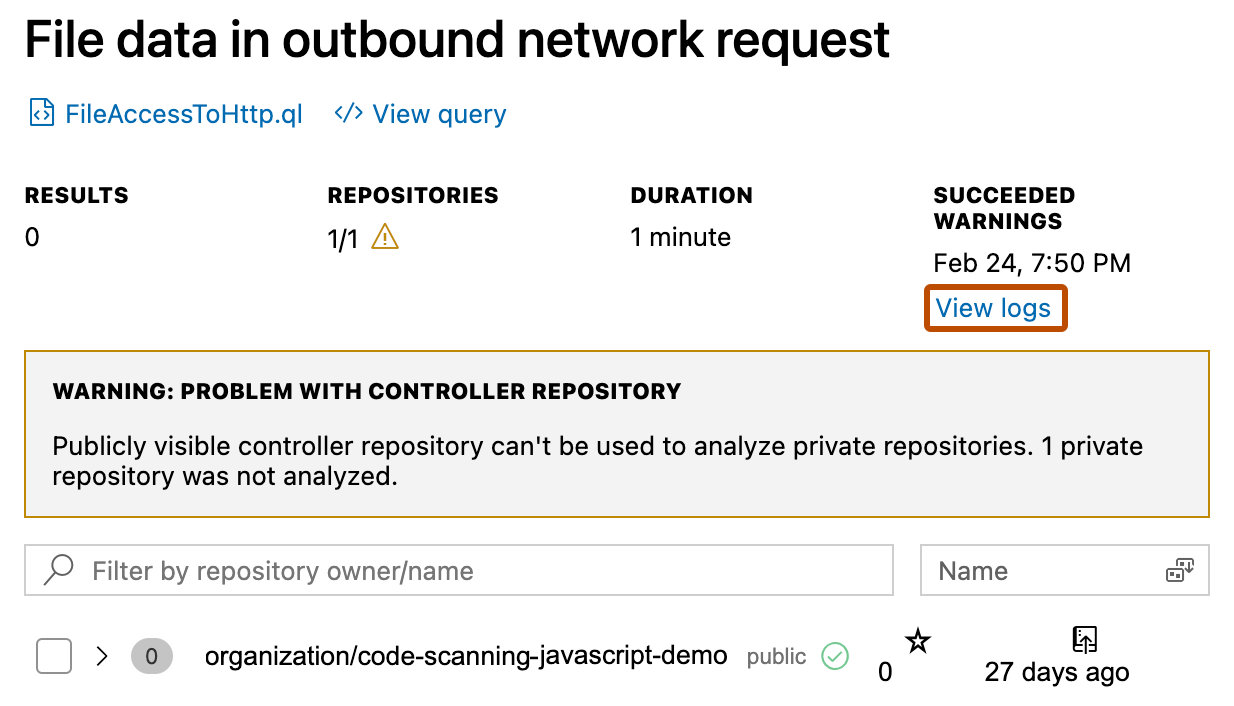 File data in outbound network request
FileAccessToHttp.ql </> View query
RESULTS REPOSITORIES DURATION SUCCEEDED
WARNINGS
0 1/1 1 minute
Feb 24, 7:50 PM
View logs
WARNING: PROBLEM WITH CONTROLLER REPOSITORY
Publicly visible controller repository can't be used to analyze private repositories. 1 private
repository was not analyzed.
Filter by repository owner/name Name
0 organization/code-scanning-javascript-demo public 0 27 days ago